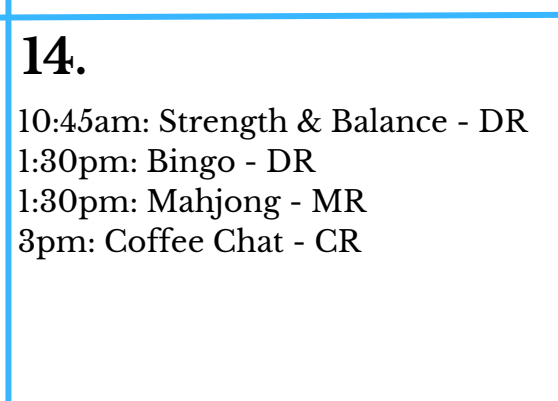 14.
10:45am: Strength & Balance - DR
1:30pm: Bingo - DR
1:30pm: Mahjong - MR
3pm: Coffee Chat - CR